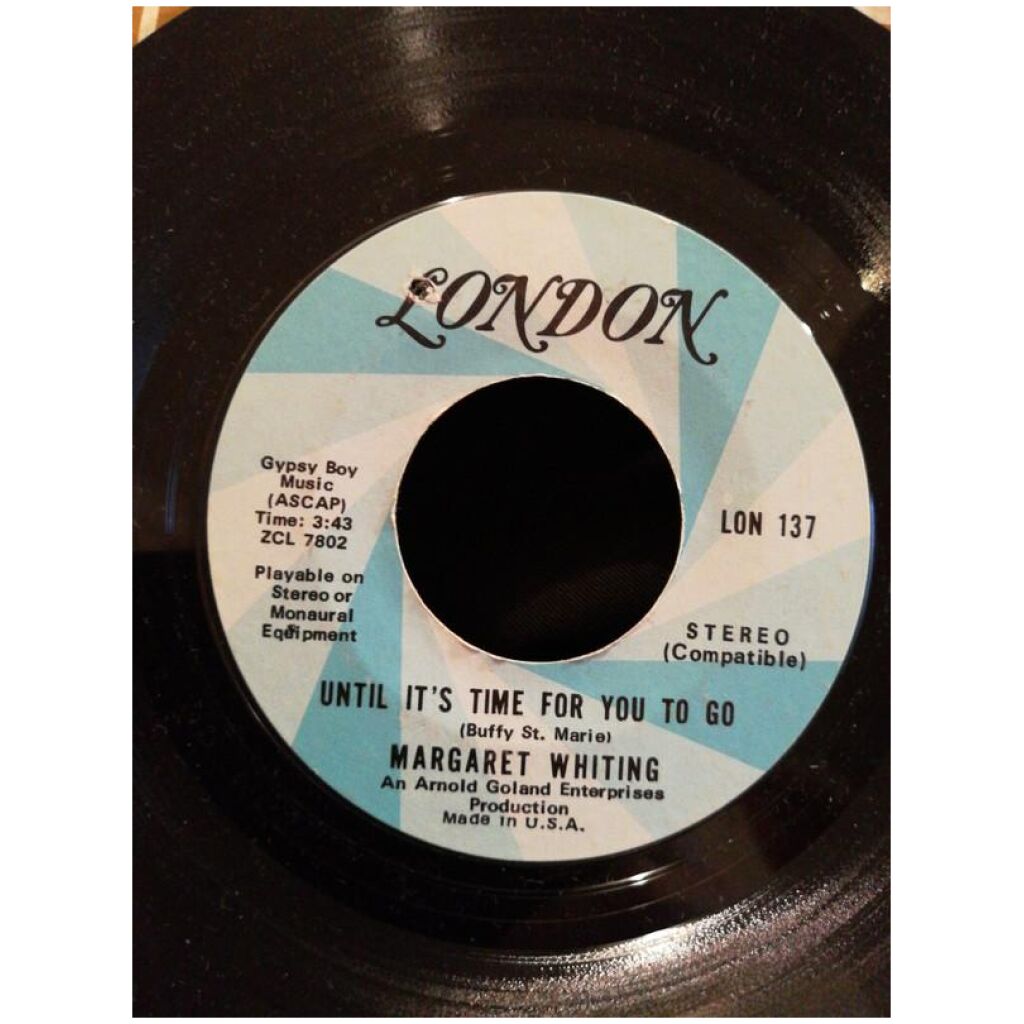 LONDON
Gypsy Boy
Music
(ASCAP)
Time: 3:43
ZCL 7802
Playable on
Stereo or
Monaural
Equipment
LON 137
STEREO
(Compatible)
UNTIL IT'S TIME FOR YOU TO GO
(Buffy St. Marie)
MARGARET WHITING
An Arnold Goland Enterprises
Production
Made in U.S.A.